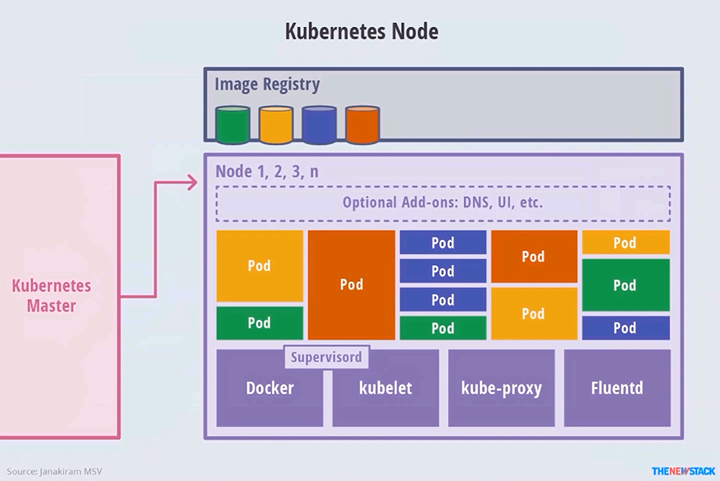 Kubernetes Node
Image Registry
Kubernetes
Master
Node 1, 2, 3, n
Optional Add-ons: DNS, UI, etc.
Pod
Pod
Pod
Pod
Pod
Pod
Pod
Pod
Pod
Pod
Pod
Pod
Supervisord
Docker
kubelet
kube-proxy
Fluentd
Source: Janakiram MSV
THENEWSTACK